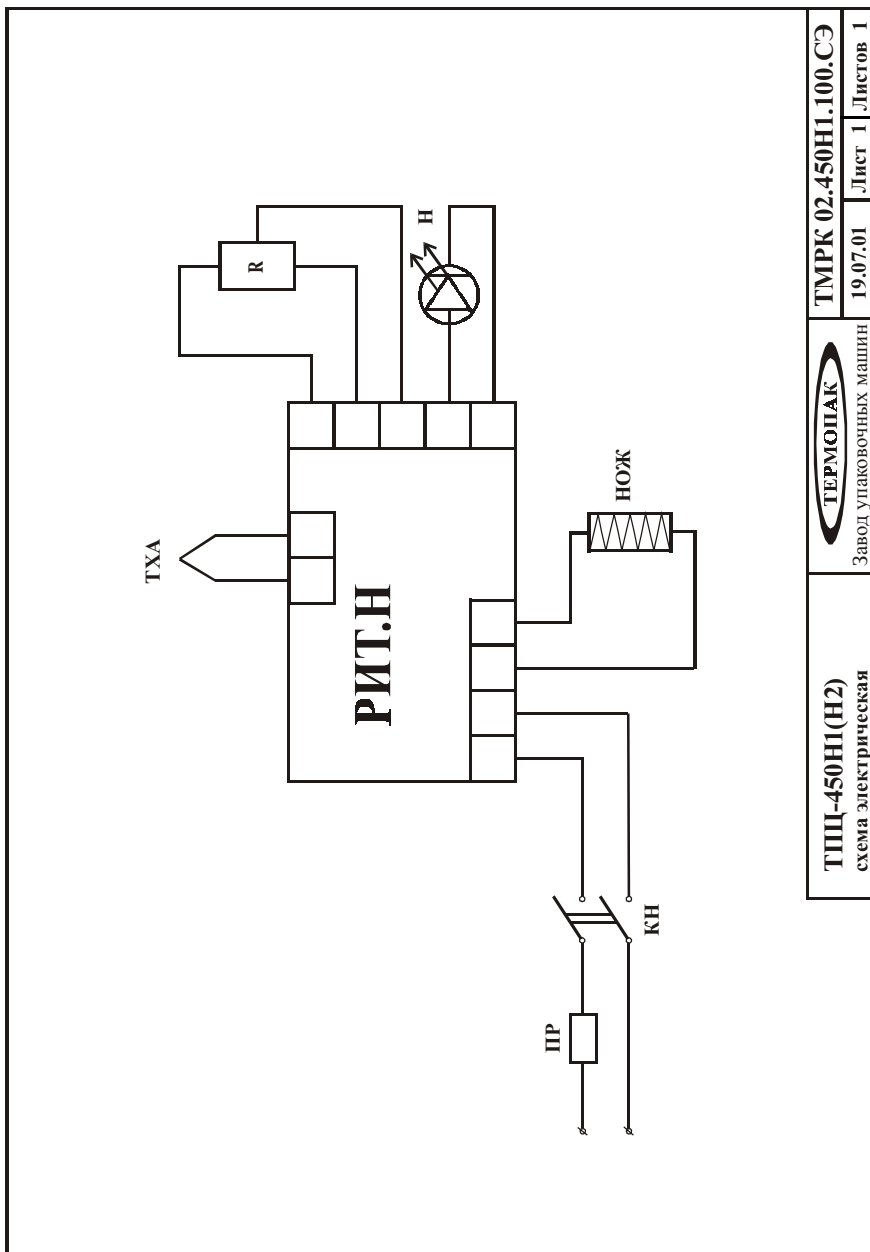 ТХА
R
Н
РИТ.Н
НОЖ
ПР
КН
ТПЦ-450Н1(Н2)
схема электрическая
ТЕРМОПАК
Завод упаковочных машин
ТМРК 02.450Н1.100.СЭ
19.07.01 Лист 1 Листов 1